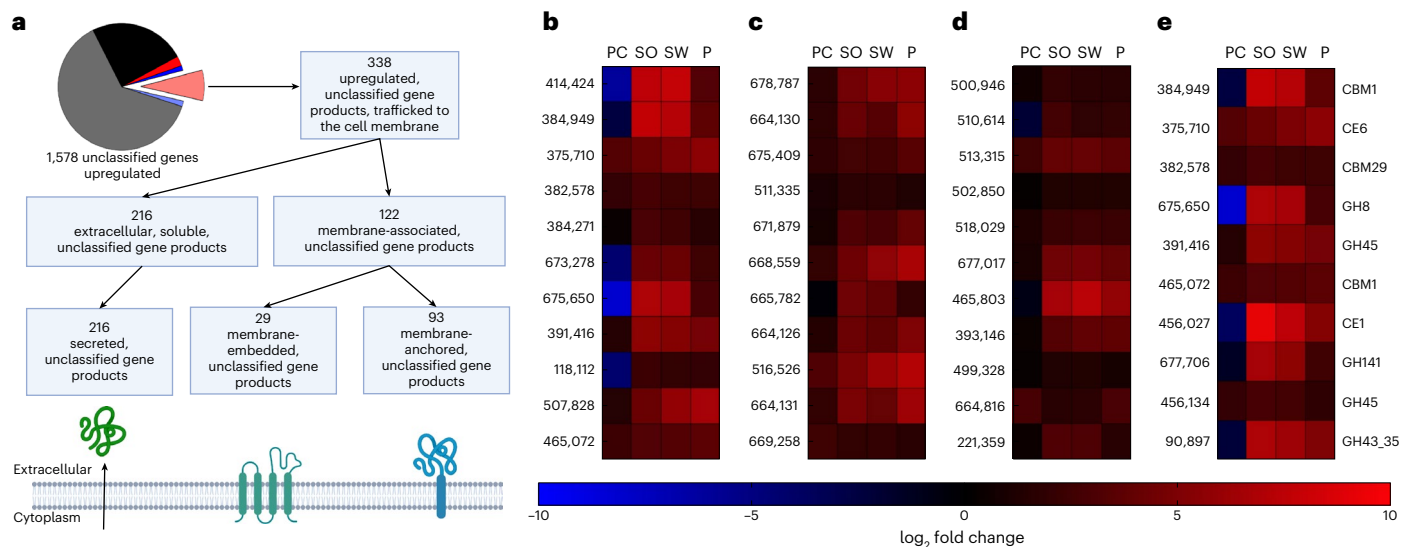 a
1,578 unclassified genes
upregulated
338
upregulated,
unclassified gene
products, trafficked to
the cell membrane
216
extracellular, soluble,
unclassified gene products
122
membrane-associated,
unclassified gene products
216
secreted,
unclassified gene
products
29
membrane-
embedded,
unclassified gene
products
93
membrane-
anchored,
unclassified gene
products
Extracellular
Cytoplasm
b
PC SO SW P
414,424
384,949
375,710
382,578
384,271
673,278
675,650
391,416
118,112
507,828
465,072
c
PC SO SW P
678,787
664,130
675,409
511,335
671,879
668,559
665,782
664,126
516,526
664,131
669,258
d
PC SO SW P
500,946
510,614
513,315
502,850
518,029
677,017
465,803
393,146
499,328
664,816
221,359
e
PC SO SW P
384,949 CBM1
375,710 CE6
382,578 CBM29
675,650 GH8
391,416 GH45
465,072 CBM1
456,027 CE1
677,706 GH141
456,134 GH45
90,897 GH43_35
−10 −5 0 5 10
log2 fold change